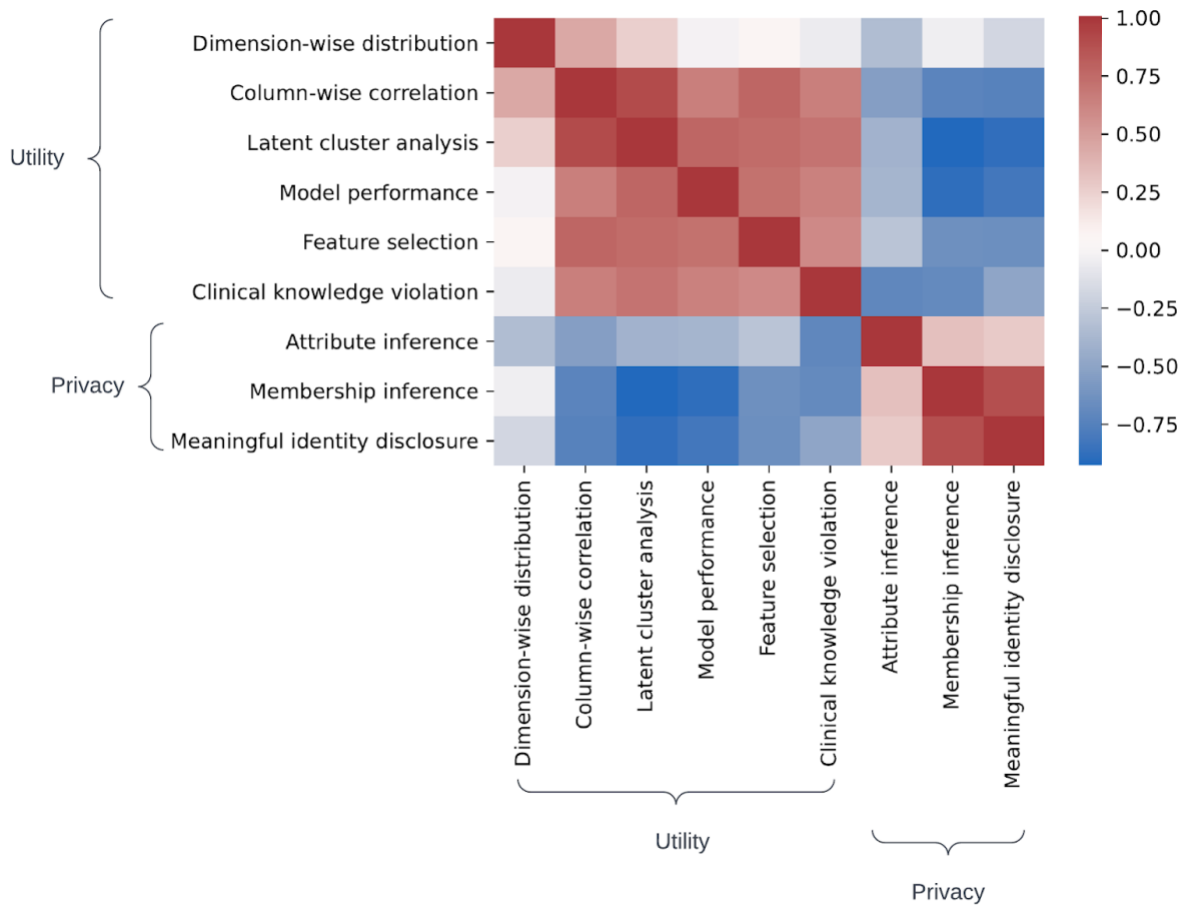 Dimension-wise distribution
Column-wise correlation
Latent cluster analysis
Model performance
Feature selection
Clinical knowledge violation
Attribute inference
Membership inference
Meaningful identity disclosure
Utility
Privacy
1.00
0.75
0.50
0.25
0.00
−0.25
−0.50
−0.75
Dimension-wise distribution
Column-wise correlation
Latent cluster analysis
Model performance
Feature selection
Clinical knowledge violation
Attribute inference
Membership inference
Meaningful identity disclosure
Utility
Privacy